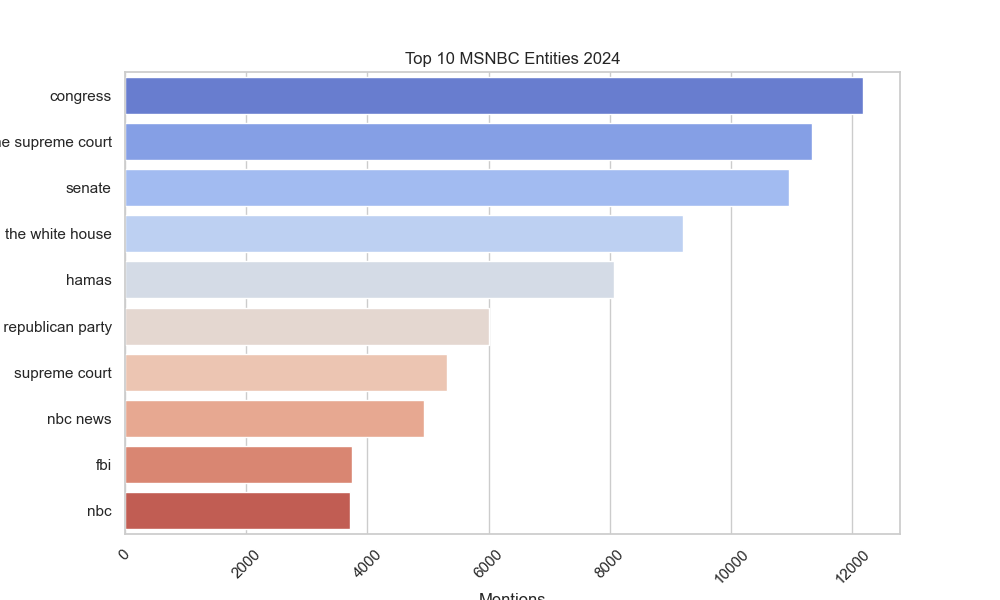 Top 10 MSNBC Entities 2024
congress
he supreme court
senate
the white house
hamas
republican party
supreme court
nbc news
fbi
nbc
0
2000
4000
6000
8000
10000
12000
Mentions